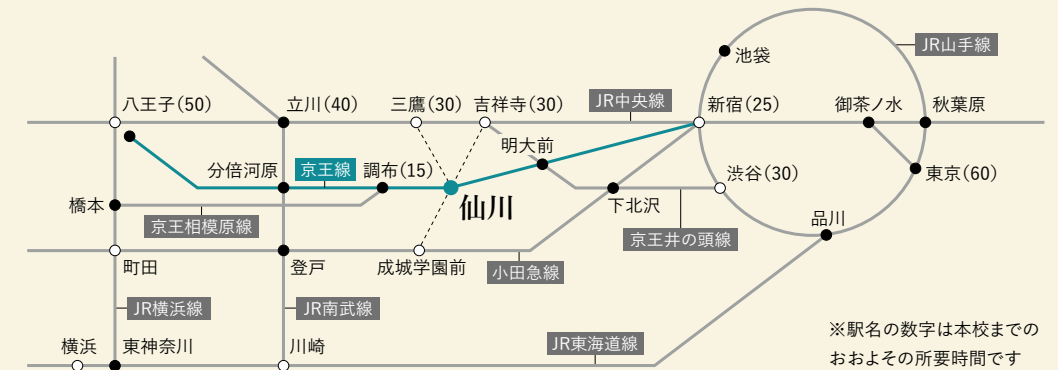 JR山手線
池袋
八王子(50)
立川(40)
三鷹(30)
吉祥寺(30)
JR中央線
新宿(25)
御茶ノ水
秋葉原
明大前
分倍河原
京王線
調布(15)
渋谷(30)
東京(60)
橋本
仙川
下北沢
品川
京王相模原線
京王井の頭線
町田
登戸
成城学園前
小田急線
JR横浜線
JR南武線
横浜
東神奈川
川崎
JR東海道線
※駅名の数字は本校までの
おおよその所要時間です